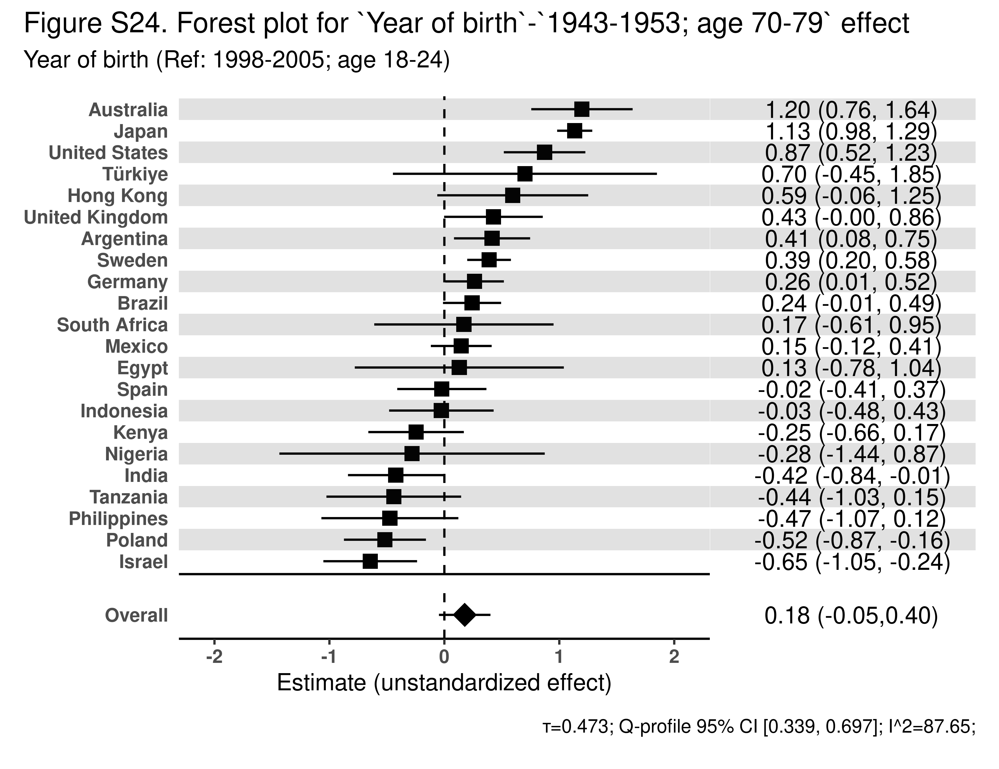 Figure S24. Forest plot for `Year of birth`-`1943-1953; age 70-79` effect
Year of birth (Ref: 1998-2005; age 18-24)
Australia 1.20 (0.76, 1.64)
Japan 1.13 (0.98, 1.29)
United States 0.87 (0.52, 1.23)
Türkiye 0.70 (-0.45, 1.85)
Hong Kong 0.59 (-0.06, 1.25)
United Kingdom 0.43 (-0.00, 0.86)
Argentina 0.41 (0.08, 0.75)
Sweden 0.39 (0.20, 0.58)
Germany 0.26 (0.01, 0.52)
Brazil 0.24 (-0.01, 0.49)
South Africa 0.17 (-0.61, 0.95)
Mexico 0.15 (-0.12, 0.41)
Egypt 0.13 (-0.78, 1.04)
Spain -0.02 (-0.41, 0.37)
Indonesia -0.03 (-0.48, 0.43)
Kenya -0.25 (-0.66, 0.17)
Nigeria -0.28 (-1.44, 0.87)
India -0.42 (-0.84, -0.01)
Tanzania -0.44 (-1.03, 0.15)
Philippines -0.47 (-1.07, 0.12)
Poland -0.52 (-0.87, -0.16)
Israel -0.65 (-1.05, -0.24)
Overall 0.18 (-0.05,0.40)
-2 -1 0 1 2
Estimate (unstandardized effect)
τ=0.473; Q-profile 95% CI [0.339, 0.697]; I^2=87.65;